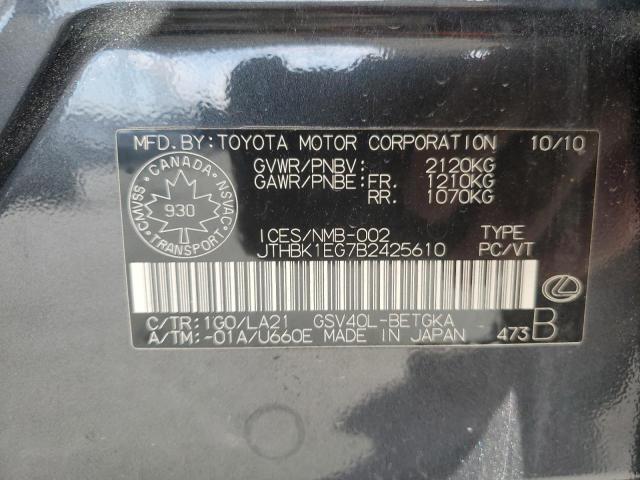 MFD.BY:TOYOTA MOTOR CORPORATION 10/10
GVWR/PNBV: 2120KG
GAWR/PNBE:FR. 1210KG
RR. 1070KG
CANADA
CMVSS 930 NSVAC
TRANSPORT
ICES/NMB-002 TYPE
JTHBK1EG7B2425610 PC/VT
C/TR:1G0/LA21 GSV40L-BETGKA
A/TM:-01A/U660E MADE IN JAPAN 473 B